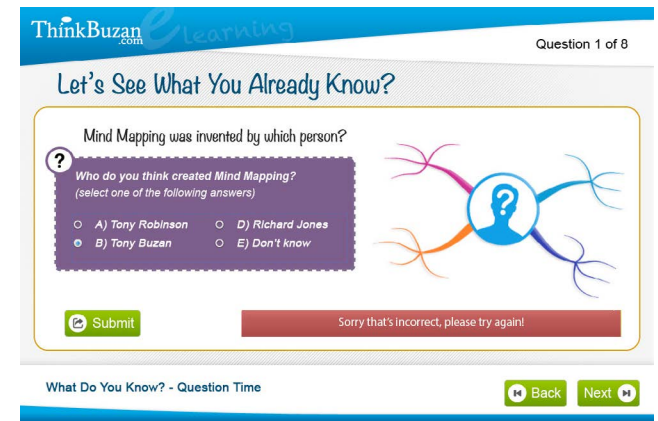 ThinkBuzan
.com
eLearning
Question 1 of 8
Let's See What You Already Know?
Mind Mapping was invented by which person?
?
Who do you think created Mind Mapping?
(select one of the following answers)
A) Tony Robinson
D) Richard Jones
B) Tony Buzan
E) Don't know
?
Submit
Sorry that's incorrect, please try again!
What Do You Know? - Question Time
Back
Next